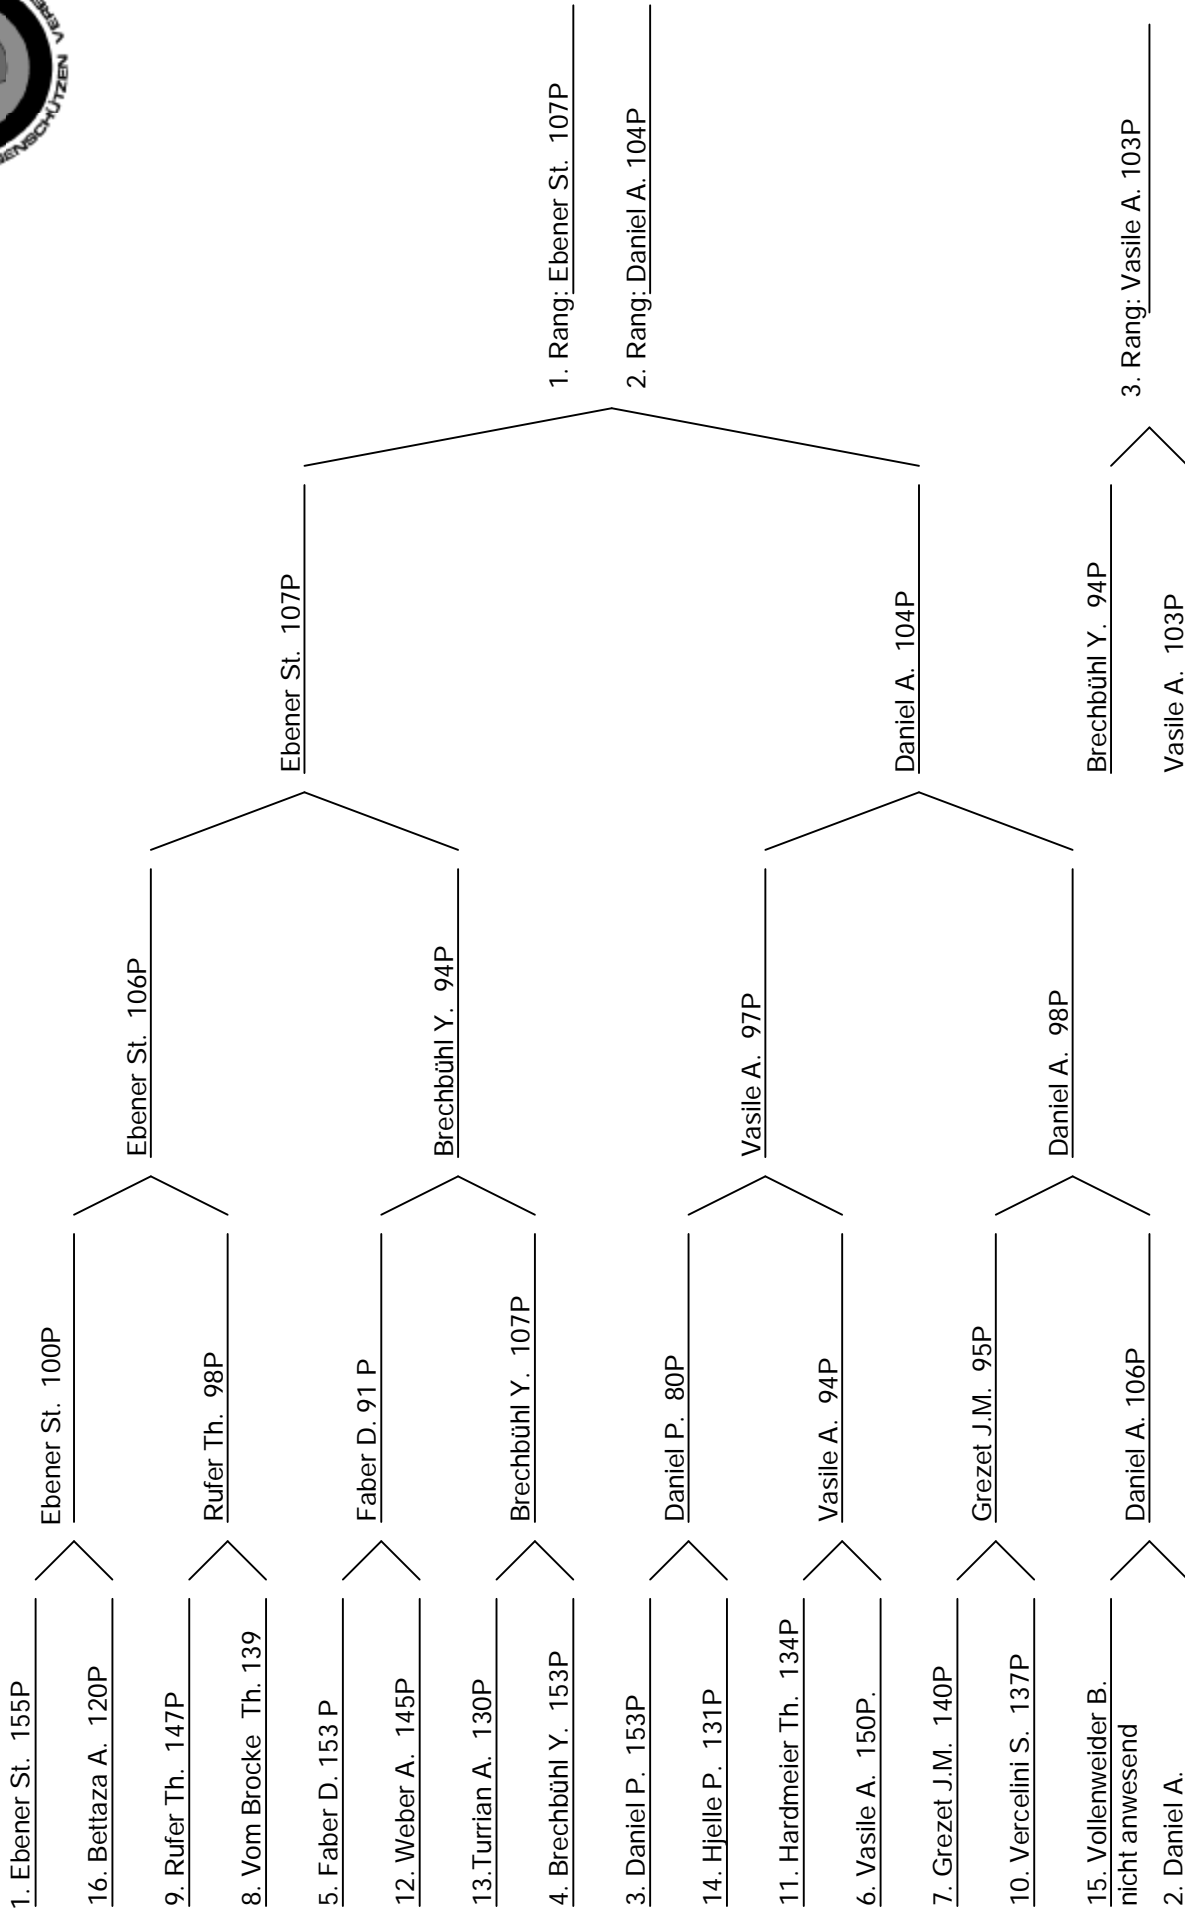 1. Ebener St.  155P
16. Bettaza A.  120P
9. Rufer Th.  147P
8. Vom Brocke  Th. 139
5. Faber D. 153 P
12. Weber A.  145P
13.Turrian A.  130P
4. Brechbühl Y.  153P
3. Daniel P.  153P
14. Hjelle P.  131P
11. Hardmeier Th.  134P
6. Vasile A.  150P.
7. Grezet J.M.  140P
10. Vercelini S.  137P
15. Vollenweider B.
nicht anwesend
2. Daniel A.
Ebener St.  100P
Rufer Th.  98P
Faber D. 91 P
Brechbühl Y.  107P
Daniel P.  80P
Vasile A.  94P
Grezet J.M.  95P
Daniel A. 106P
Ebener St.  106P
Brechbühl Y.  94P
Vasile A.  97P
Daniel A.  98P
Ebener St.  107P
Daniel A.  104P
Brechbühl Y.  94P
Vasile A.  103P
1. Rang: Ebener St.  107P
2. Rang: Daniel A. 104P
3. Rang: Vasile A. 103P